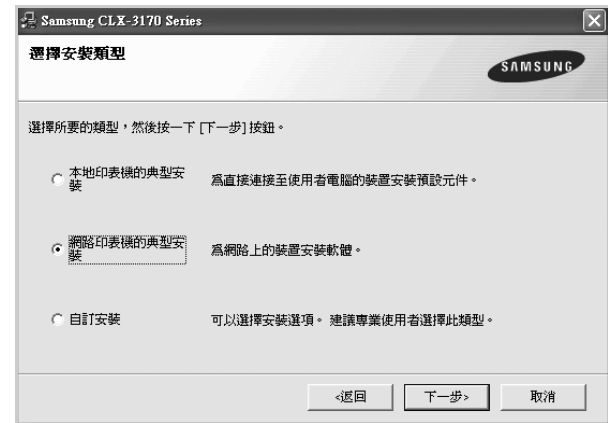 Samsung CLX-3170 Series
選擇安裝類型
SAMSUNG
選擇所要的類型，然後按一下 [下一步] 按鈕。
本地印表機的典型安
裝
為直接連接至使用者電腦的裝置安裝預設元件。
網路印表機的典型安
裝
為網路上的裝置安裝軟體。
自訂安裝
可以選擇安裝選項。 建議專業使用者選擇此類型。
<返回
下一步>
取消